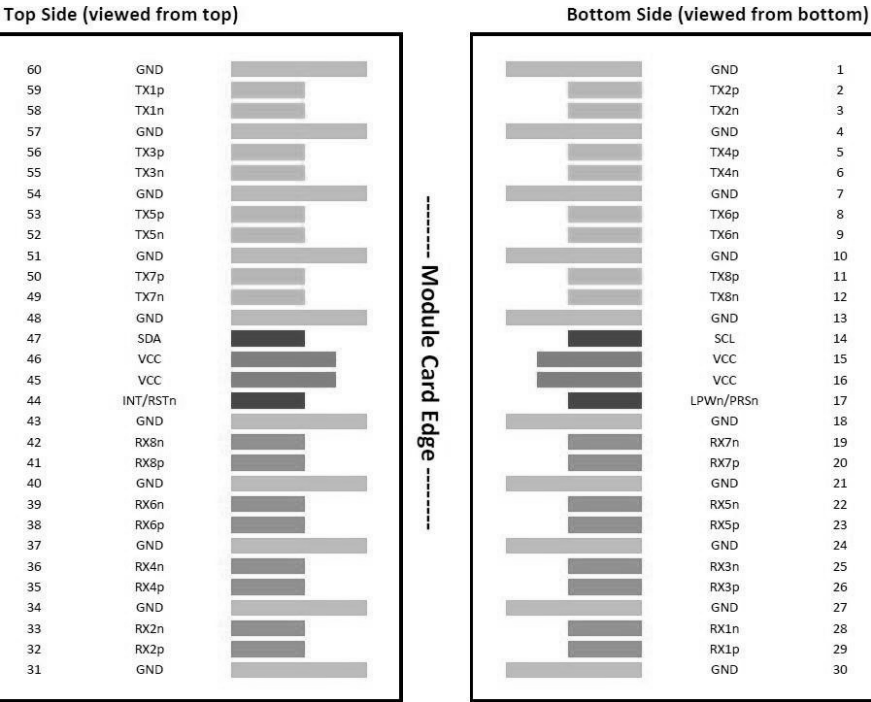 Top Side (viewed from top)
Bottom Side (viewed from bottom)
60 GND
59 TX1p
58 TX1n
57 GND
56 TX3p
55 TX3n
54 GND
53 TX5p
52 TX5n
51 GND
50 TX7p
49 TX7n
48 GND
47 SDA
46 VCC
45 VCC
44 INT/RSTn
43 GND
42 RX8n
41 RX8p
40 GND
39 RX6n
38 RX6p
37 GND
36 RX4n
35 RX4p
34 GND
33 RX2n
32 RX2p
31 GND
-------- Module Card Edge --------
GND 1
TX2p 2
TX2n 3
GND 4
TX4p 5
TX4n 6
GND 7
TX6p 8
TX6n 9
GND 10
TX8p 11
TX8n 12
GND 13
SCL 14
VCC 15
VCC 16
LPWn/PRSn 17
GND 18
RX7n 19
RX7p 20
GND 21
RX5n 22
RX5p 23
GND 24
RX3n 25
RX3p 26
GND 27
RX1n 28
RX1p 29
GND 30